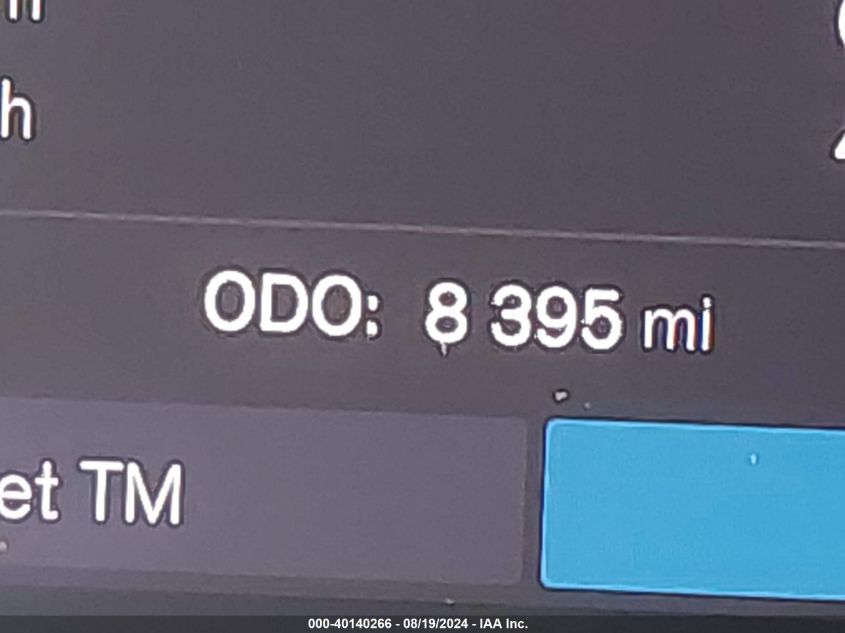 h
ODO: 8 395 mi
et TM
000-40140266 - 08/19/2024 - IAA Inc.